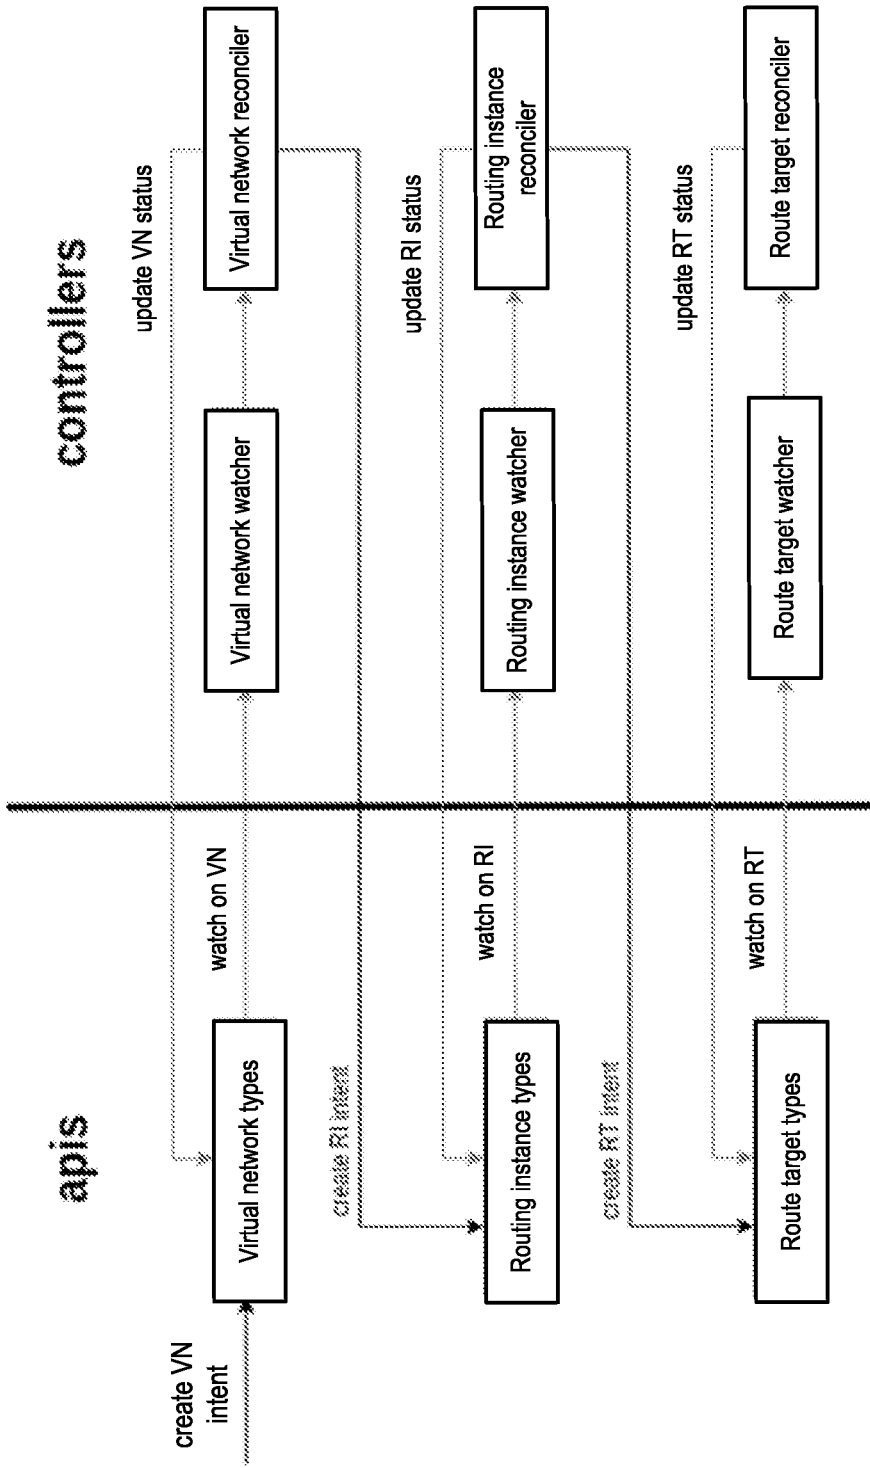 apis
controllers
create VN
intent
update VN status
Virtual network types
watch on VN
Virtual network watcher
Virtual network reconciler
create RI intent
update RI status
Routing instance types
watch on RI
Routing instance watcher
Routing instance
reconciler
create RT intent
update RT status
Route target types
watch on RT
Route target watcher
Route target reconciler